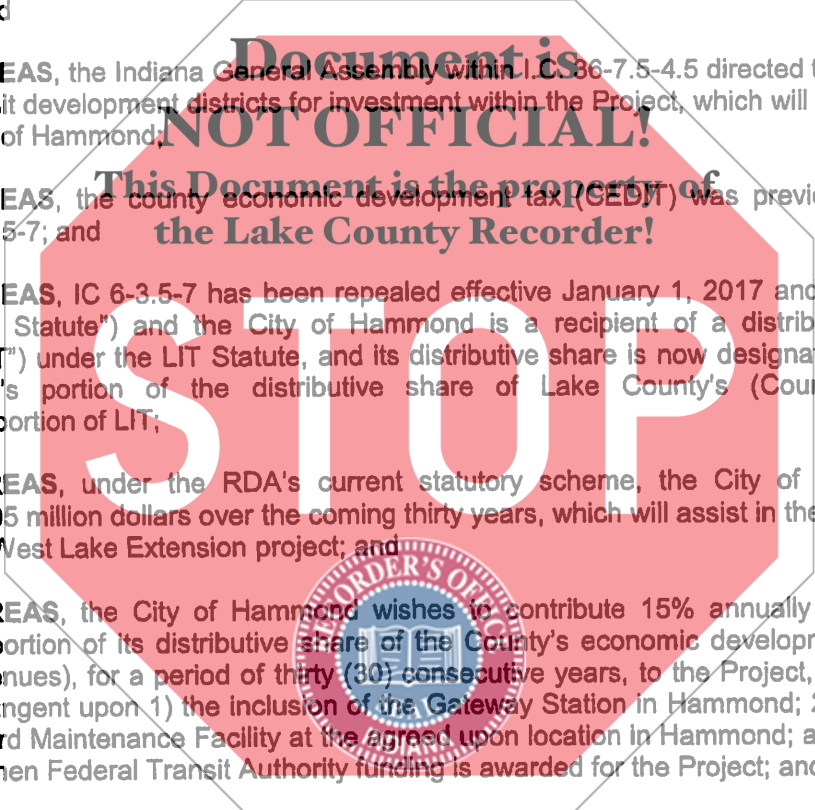 Document is
EAS, the Indiana General Assembly within I.C. 36-7.5-4.5 directed t
it development districts for investment within the Project, which will
of Hammond;
NOT OFFICIAL!
This Document is the property of
EAS, the county economic development tax (CEDIT) was previ
5-7; and
the Lake County Recorder!
EAS, IC 6-3.5-7 has been repealed effective January 1, 2017 and
Statute") and the City of Hammond is a recipient of a distrib
T") under the LIT Statute, and its distributive share is now designat
's portion of the distributive share of Lake County's (Coun
portion of LIT;
STOP
EAS, under the RDA's current statutory scheme, the City of
5 million dollars over the coming thirty years, which will assist in the
West Lake Extension project; and
RECORDER'S OFFICE
EAS, the City of Hammond wishes to contribute 15% annually
portion of its distributive share of the County's economic developm
nues), for a period of thirty (30) consecutive years, to the Project,
ngent upon 1) the inclusion of the Gateway Station in Hammond; 2
rd Maintenance Facility at the agreed upon location in Hammond; a
hen Federal Transit Authority funding is awarded for the Project; and